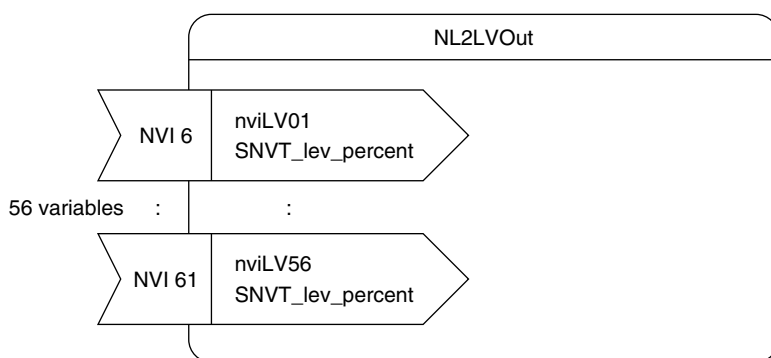 NL2LVOut
NVI 6
nviLV01
SNVT_lev_percent
56 variables : :
NVI 61
nviLV56
SNVT_lev_percent